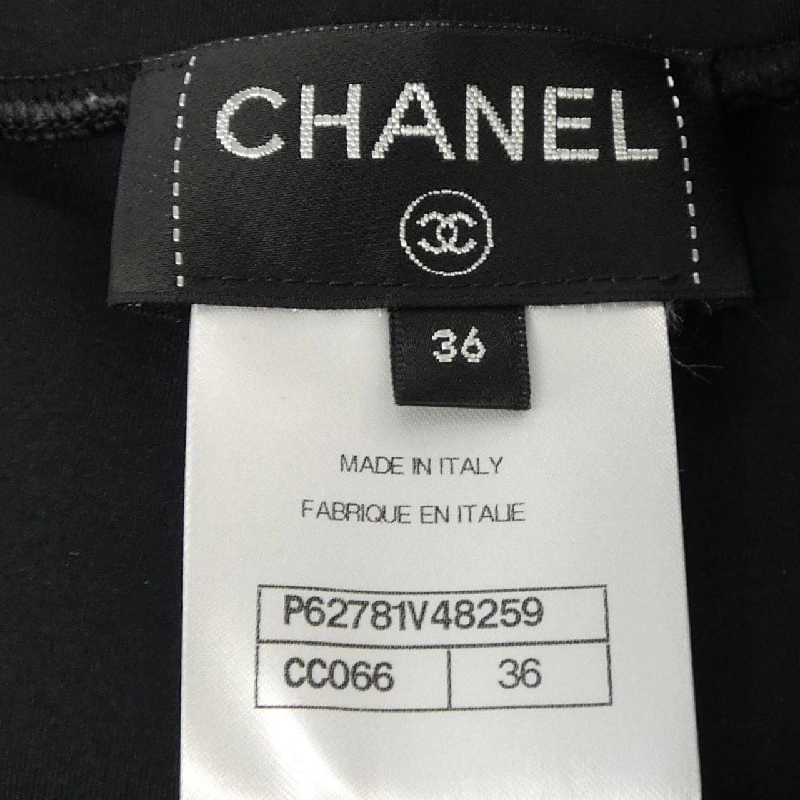 CHANEL
36
MADE IN ITALY
FABRIQUE EN ITALIE
P62781V48259
CC066 36